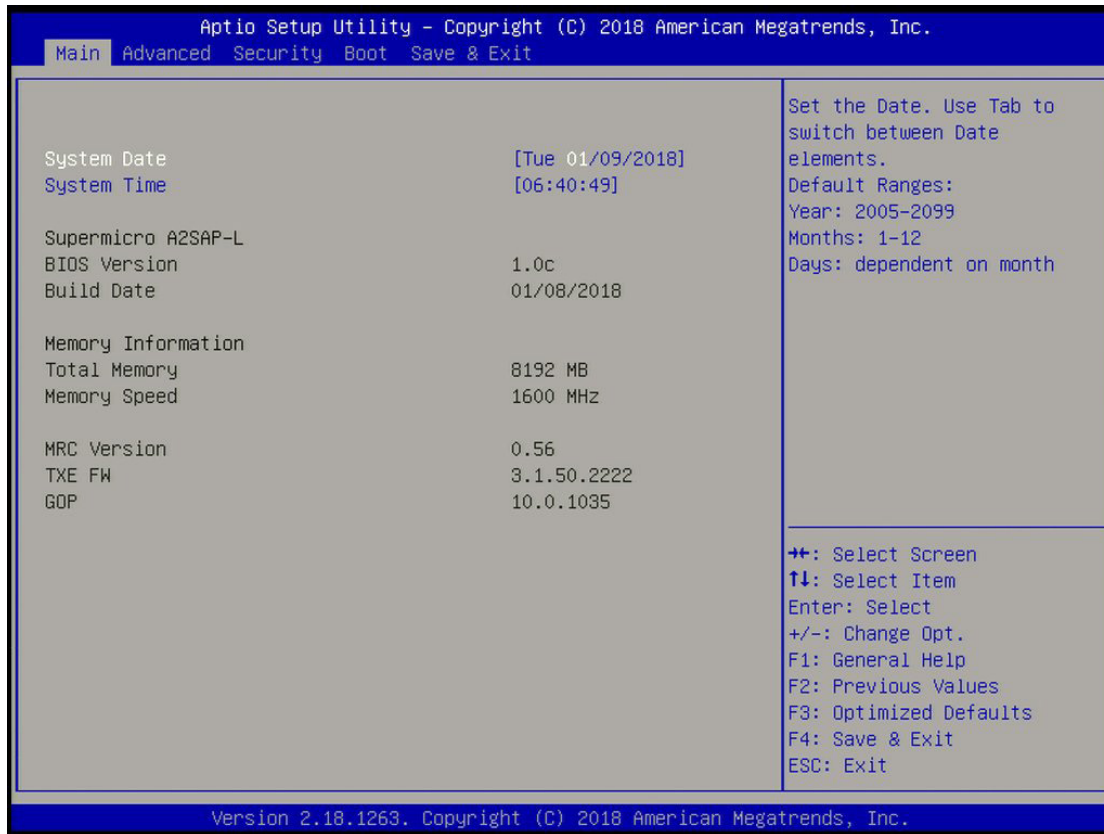 Aptio Setup Utility – Copyright (C) 2018 American Megatrends, Inc.
Main Advanced Security Boot Save & Exit
System Date [Tue 01/09/2018]
System Time [06:40:49]
Supermicro A2SAP-L
BIOS Version 1.0c
Build Date 01/08/2018
Memory Information
Total Memory 8192 MB
Memory Speed 1600 MHz
MRC Version 0.56
TXE FW 3.1.50.2222
GOP 10.0.1035
Set the Date. Use Tab to
switch between Date
elements.
Default Ranges:
Year: 2005-2099
Months: 1-12
Days: dependent on month
→←: Select Screen
↑↓: Select Item
Enter: Select
+/-: Change Opt.
F1: General Help
F2: Previous Values
F3: Optimized Defaults
F4: Save & Exit
ESC: Exit
Version 2.18.1263. Copyright (C) 2018 American Megatrends, Inc.